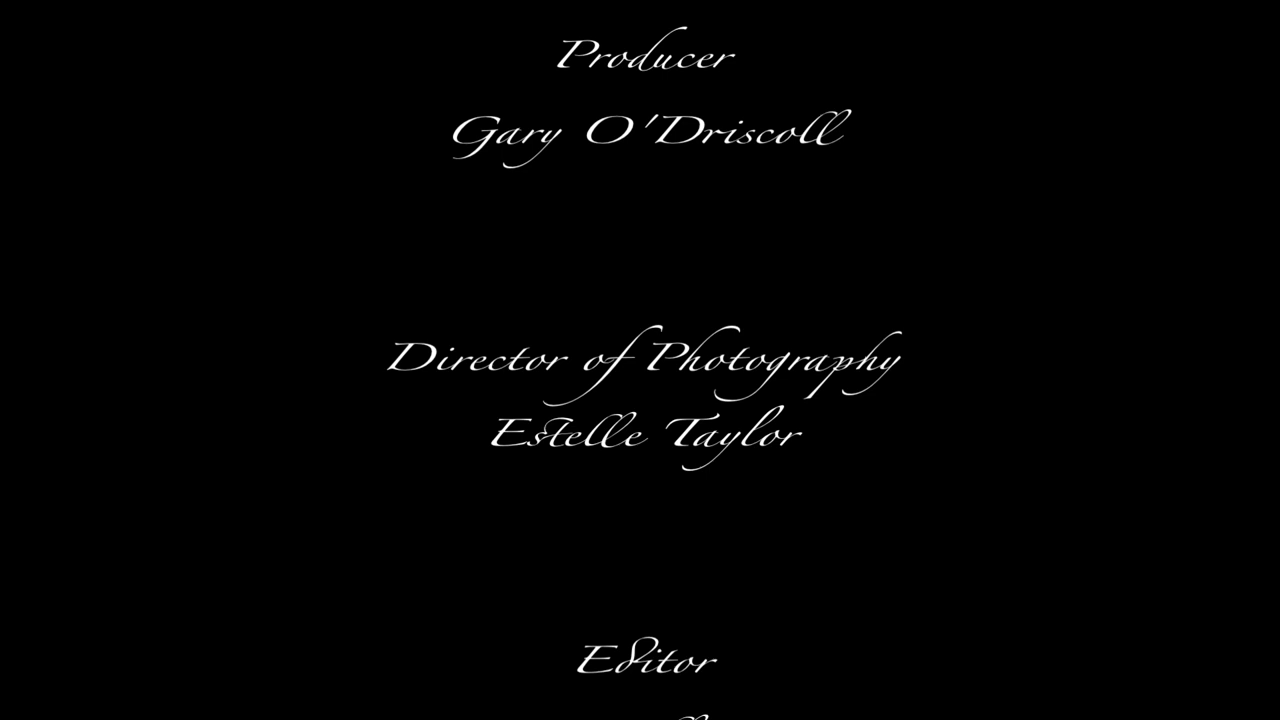 Producer
Gary O'Driscoll
Director of Photography
Estelle Taylor
Editor